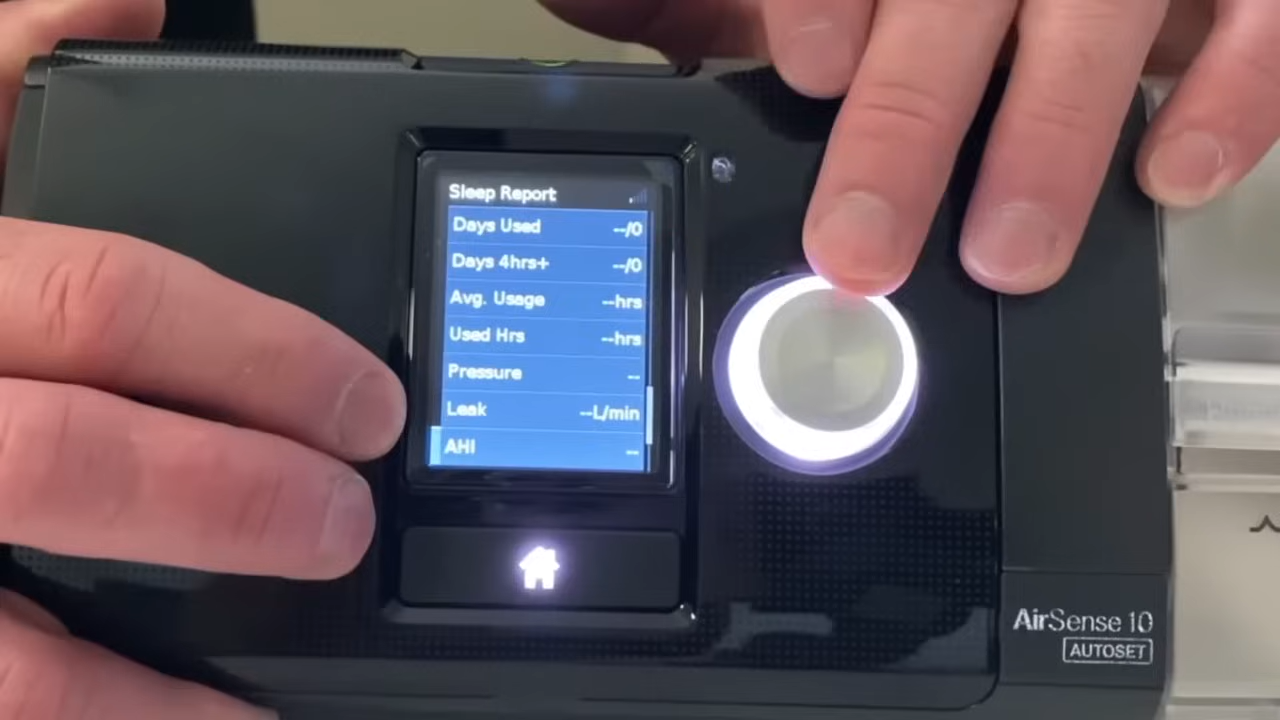 Sleep Report
Days Used --/0
Days 4hrs+ --/0
Avg. Usage --hrs
Used Hrs --hrs
Pressure --
Leak --L/min
AHI --
AirSense 10
AUTOSET